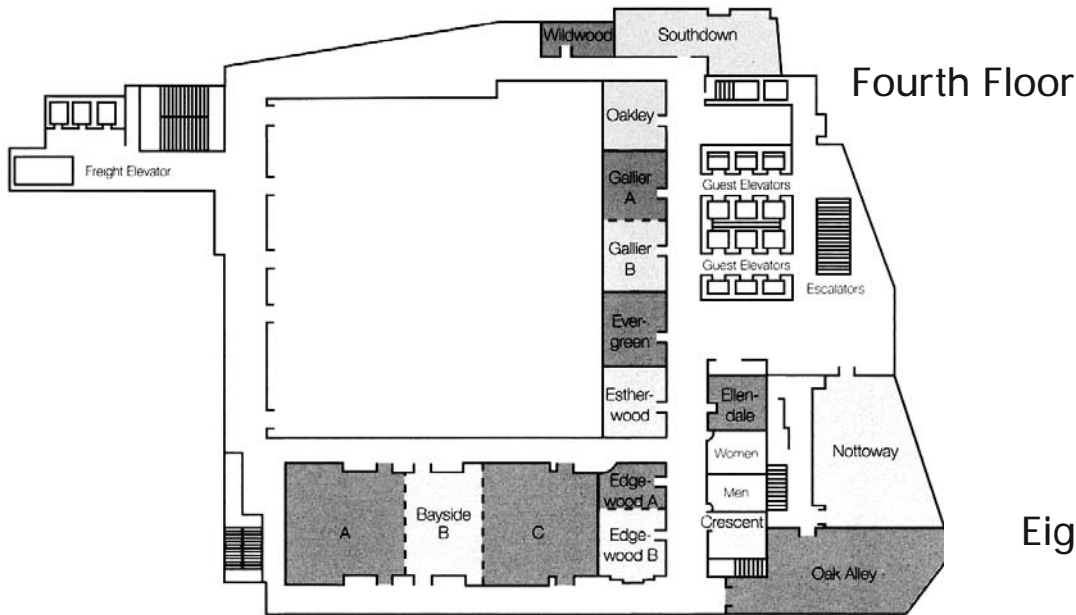 Wildwood
Southdown
Fourth Floor
Oakley
Freight Elevator
Gallier
A
Guest Elevators
Gallier
B
Guest Elevators
Escalators
Ever-
green
Esther-
wood
Ellen-
dale
Women
Nottoway
Men
Edge-
wood A
A
Bayside
B
C
Crescent
Edge-
wood B
Eig
Oak Alley